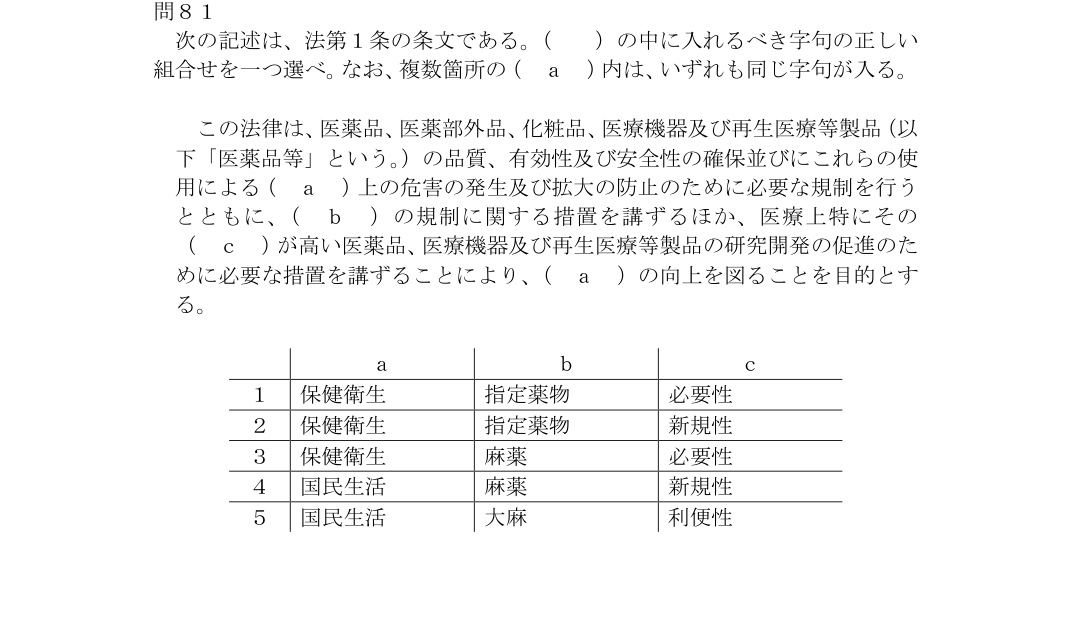 問８１
次の記述は、法第１条の条文である。（　　）の中に入れるべき字句の正しい
組合せを一つ選べ。なお、複数箇所の（　a　）内は、いずれも同じ字句が入る。
この法律は、医薬品、医薬部外品、化粧品、医療機器及び再生医療等製品（以
下「医薬品等」という。）の品質、有効性及び安全性の確保並びにこれらの使
用による（　a　）上の危害の発生及び拡大の防止のために必要な規制を行う
とともに、（　b　）の規制に関する措置を講ずるほか、医療上特にその
（　c　）が高い医薬品、医療機器及び再生医療等製品の研究開発の促進のた
めに必要な措置を講ずることにより、（　a　）の向上を図ることを目的とす
る。
a　b　c
１　保健衛生　指定薬物　必要性
２　保健衛生　指定薬物　新規性
３　保健衛生　麻薬　必要性
４　国民生活　麻薬　新規性
５　国民生活　大麻　利便性